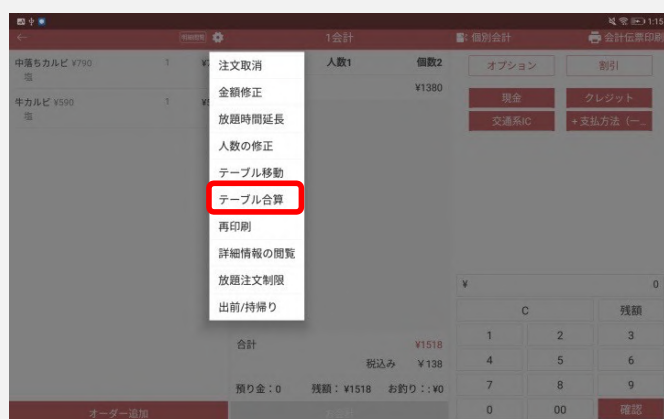 1:15
← 1会計 個別会計 会計伝票印刷
中落ちカルビ ¥790 1
塩
牛カルビ ¥590 1
塩
注文取消
金額修正
放題時間延長
人数の修正
テーブル移動
テーブル合算
再印刷
詳細情報の閲覧
放題注文制限
出前/持帰り
人数1 個数2
¥1380
合計 ¥1518
税込み ¥138
預り金：0 残額：¥1518 お釣り：:¥0
オプション 割引
現金 クレジット
交通系IC +支払方法（一...
¥ 0
C 残額
1 2 3
4 5 6
7 8 9
0 00 確認
オーダー追加